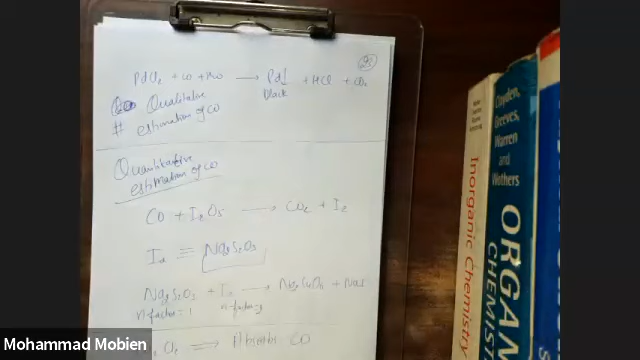 PdCl₂ + CO + H₂O → Pd↓ + HCl + CO₂
black
Qualitative
# estimation of CO
Quantitative
estimation of CO
CO + I₂O₅ → CO₂ + I₂
I₂ ≡ Na₂S₂O₃
Na₂S₂O₃ + I₂ → Na₂S₄O₆ + NaI
n-factor = 1 n-factor = 2
→ Absorbs CO
Inorganic Chemistry
Clayden,
Greeves,
Warren
and
Wothers
ORGANIC
CHEMISTRY
Mohammad Mobien